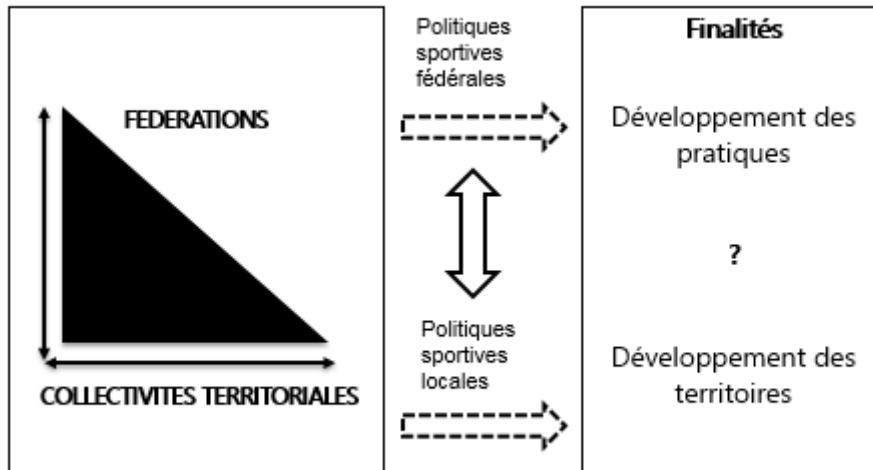 FEDERATIONS
COLLECTIVITES TERRITORIALES
Politiques
sportives
fédérales
Politiques
sportives
locales
Finalités
Développement des
pratiques
?
Développement des
territoires